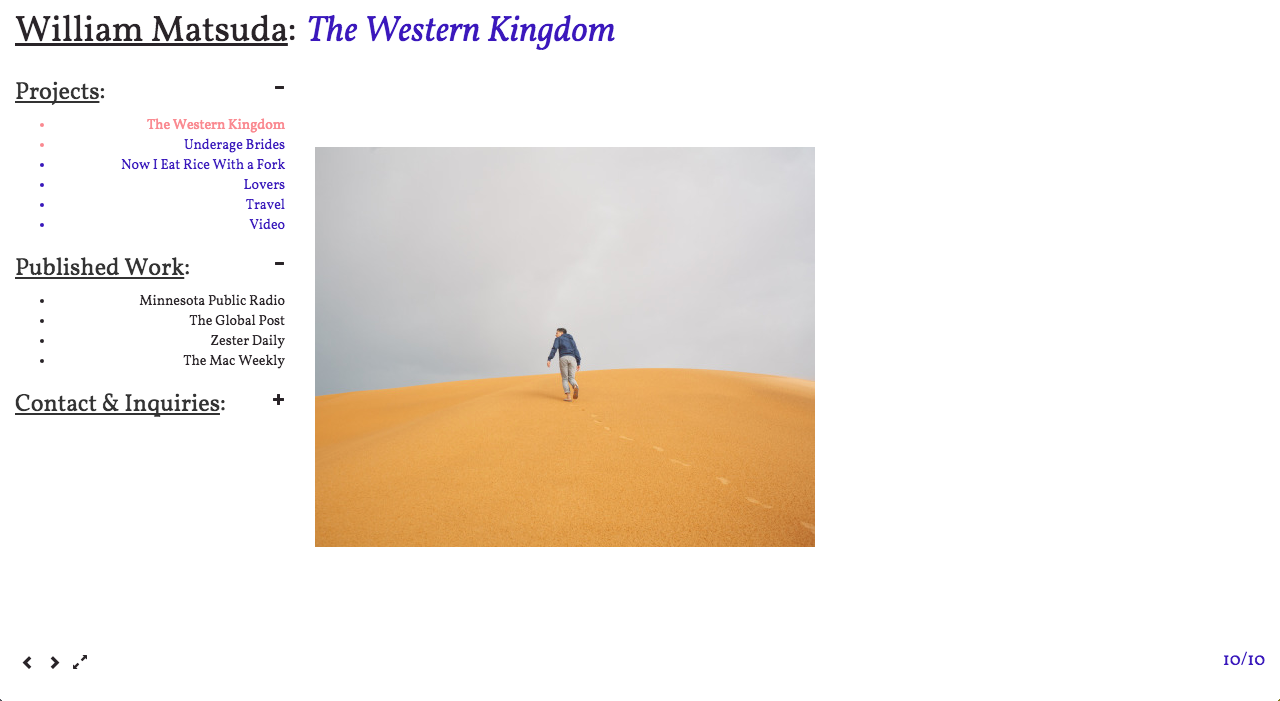 William Matsuda: The Western Kingdom
Projects: -
• The Western Kingdom
• Underage Brides
• Now I Eat Rice With a Fork
• Lovers
• Travel
• Video
Published Work: -
• Minnesota Public Radio
• The Global Post
• Zester Daily
• The Mac Weekly
Contact & Inquiries: +
10/10